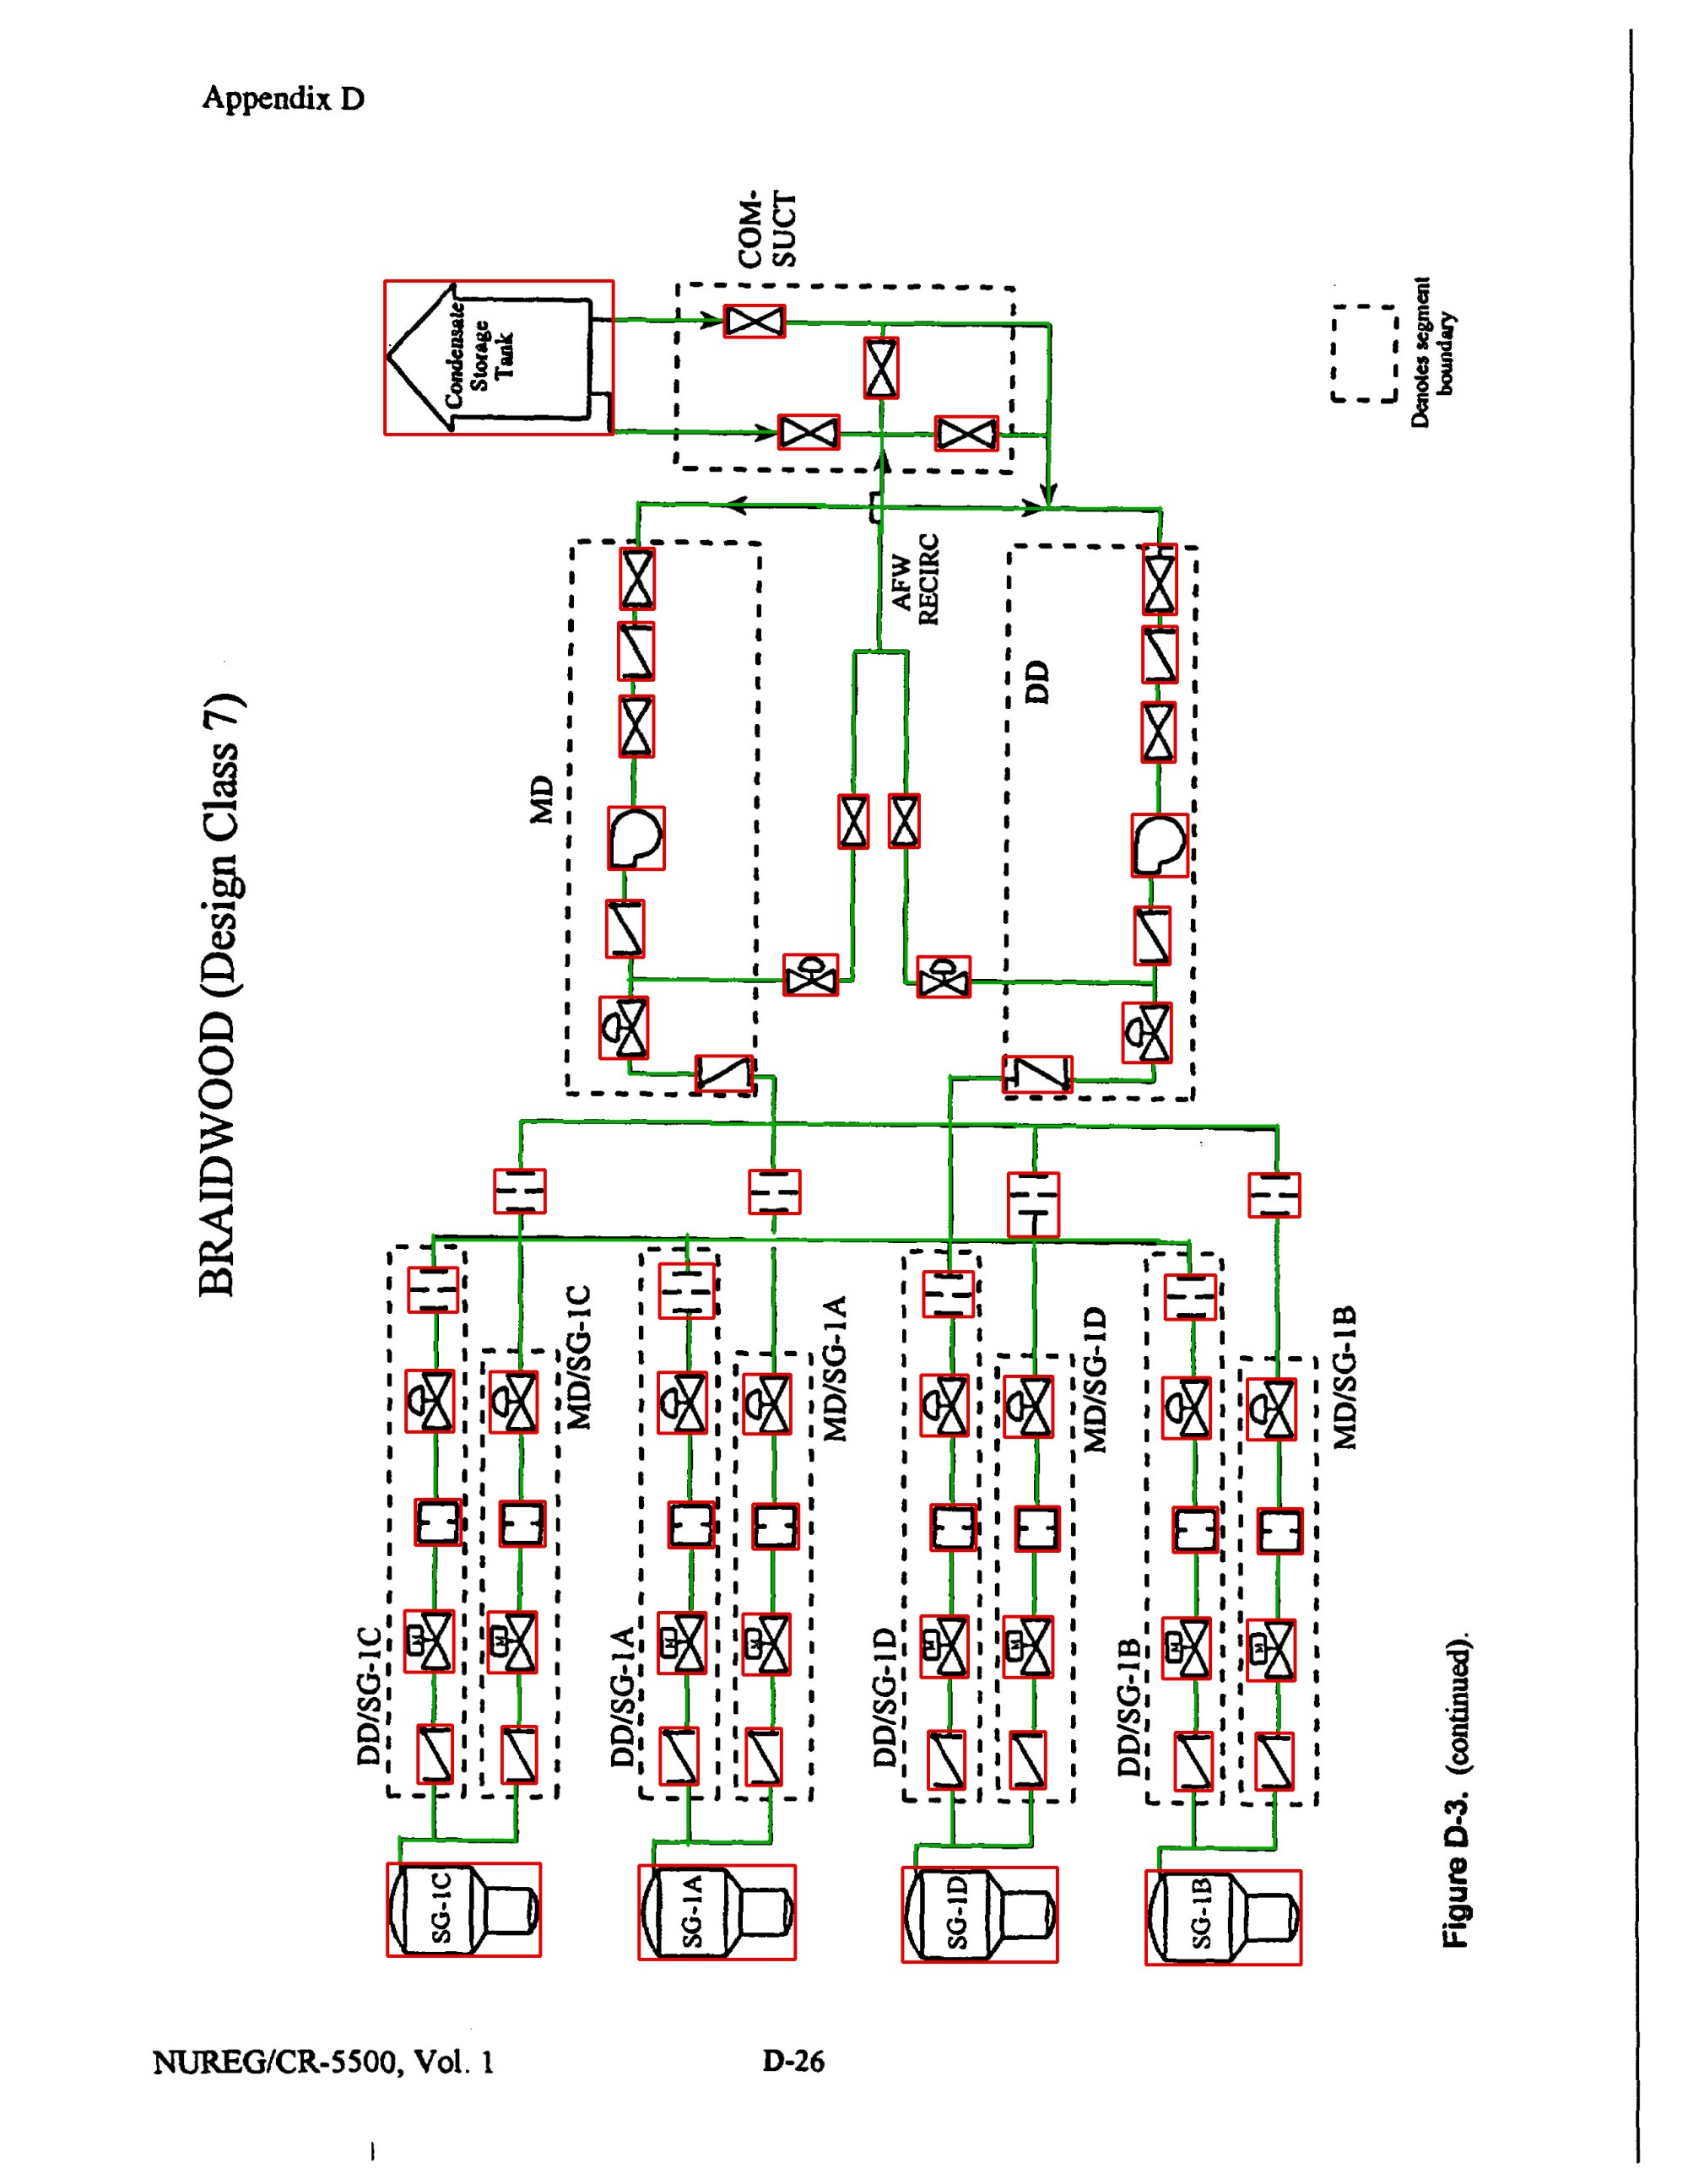 Appendix D
BRAIDWOOD (Design Class 7)
Condensate
Storage
Tank
COM-
SUCT
MD
AFW
RECIRC
DD
DD/SG-1C
MD/SG-1C
DD/SG-1A
MD/SG-1A
DD/SG-1D
MD/SG-1D
DD/SG-1B
MD/SG-1B
M
M
M
M
M
M
M
M
SG-1C
SG-1A
SG-1D
SG-1B
Denotes segment
boundary
Figure D-3. (continued).
NUREG/CR-5500, Vol. 1
D-26